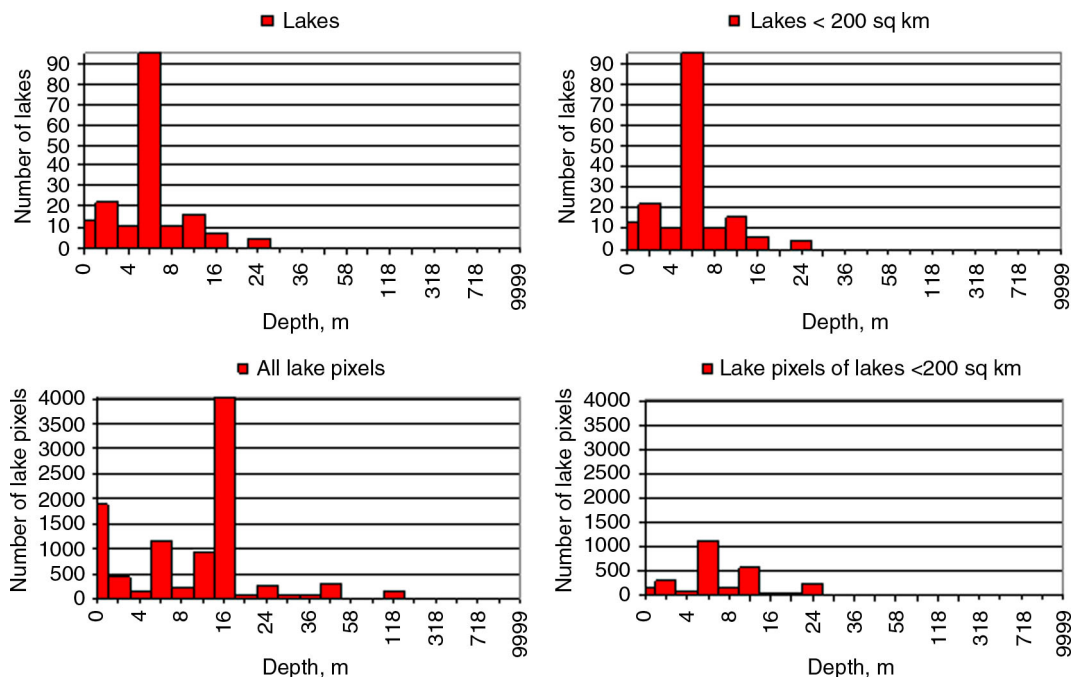 Lakes
Number of lakes
90
80
70
60
50
40
30
20
10
0
0 4 8 16 24 36 58 118 318 718 9999
Depth, m
Lakes < 200 sq km
Number of lakes
90
80
70
60
50
40
30
20
10
0
0 4 8 16 24 36 58 118 318 718 9999
Depth, m
All lake pixels
Number of lake pixels
4000
3500
3000
2500
2000
1500
1000
500
0
0 4 8 16 24 36 58 118 318 718 9999
Depth, m
Lake pixels of lakes <200 sq km
Number of lake pixels
4000
3500
3000
2500
2000
1500
1000
500
0
0 4 8 16 24 36 58 118 318 718 9999
Depth, m